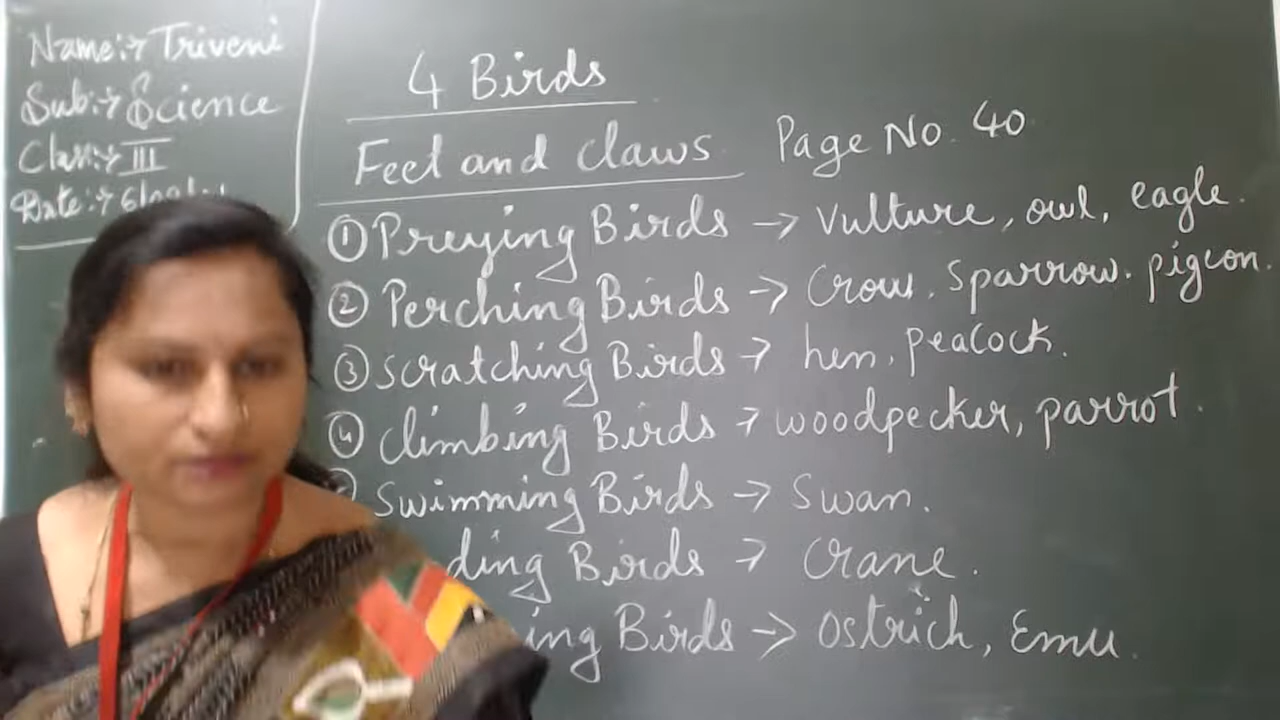 Name:→ Triveni
Sub:→ Science
Class:→ III
Date:→
4 Birds
Feet and claws Page No. 40
① Preying Birds → Vulture, owl, eagle.
② Perching Birds → Crow, Sparrow, pigeon.
③ scratching Birds → hen, peacock.
④ climbing Birds → woodpecker, parrot.
swimming Birds → Swan.
ding Birds → Crane.
ing Birds → Ostrich, Emu.